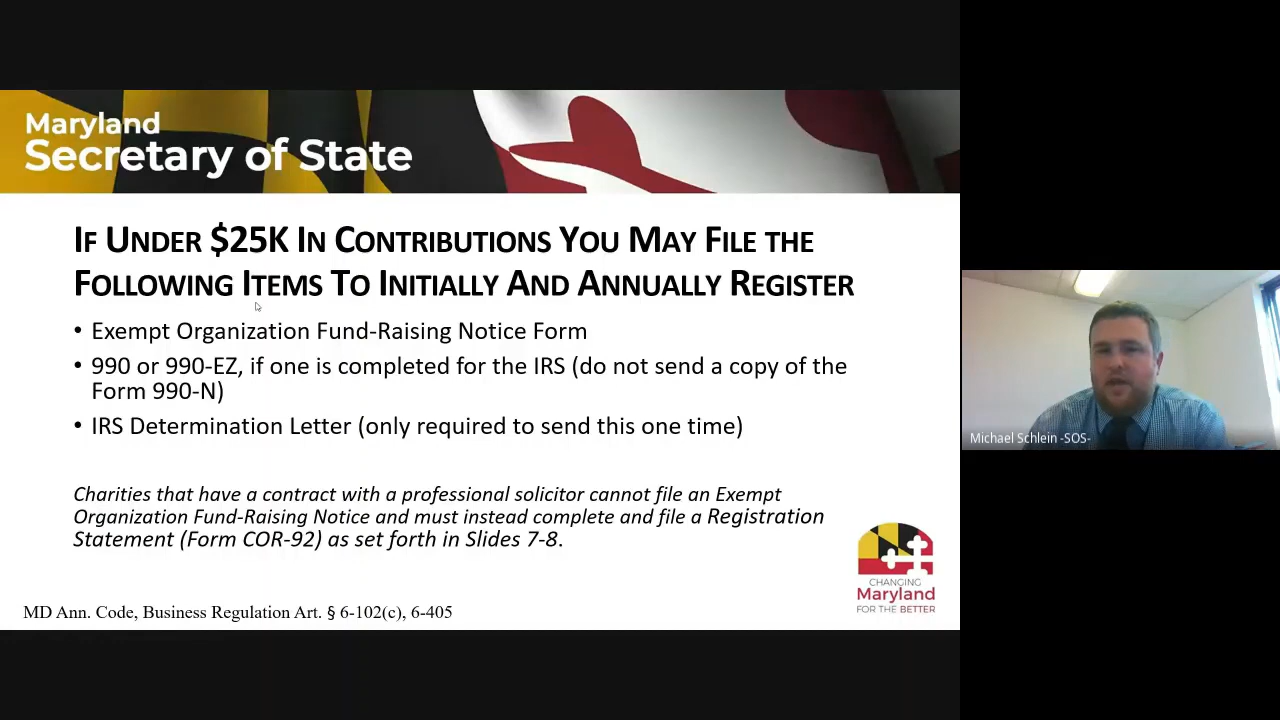 Maryland
Secretary of State
IF UNDER $25K IN CONTRIBUTIONS YOU MAY FILE THE
FOLLOWING ITEMS TO INITIALLY AND ANNUALLY REGISTER
• Exempt Organization Fund-Raising Notice Form
• 990 or 990-EZ, if one is completed for the IRS (do not send a copy of the
Form 990-N)
• IRS Determination Letter (only required to send this one time)
Charities that have a contract with a professional solicitor cannot file an Exempt
Organization Fund-Raising Notice and must instead complete and file a Registration
Statement (Form COR-92) as set forth in Slides 7-8.
CHANGING
Maryland
FOR THE BETTER
MD Ann. Code, Business Regulation Art. § 6-102(c), 6-405
Michael Schlein -SOS-